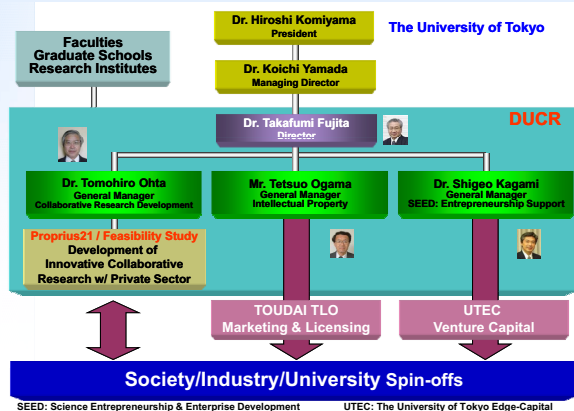 Dr. Hiroshi Komiyama
President
The University of Tokyo
Faculties
Graduate Schools
Research Institutes
Dr. Koichi Yamada
Managing Director
DUCR
Dr. Takafumi Fujita
Director
Dr. Tomohiro Ohta
General Manager
Collaborative Research Development
Mr. Tetsuo Ogama
General Manager
Intellectual Property
Dr. Shigeo Kagami
General Manager
SEED: Entrepreneurship Support
Proprius21 / Feasibility Study
Development of
Innovative Collaborative
Research w/ Private Sector
TOUDAI TLO
Marketing & Licensing
UTEC
Venture Capital
Society/Industry/University Spin-offs
SEED: Science Entrepreneurship & Enterprise Development
UTEC: The University of Tokyo Edge-Capital